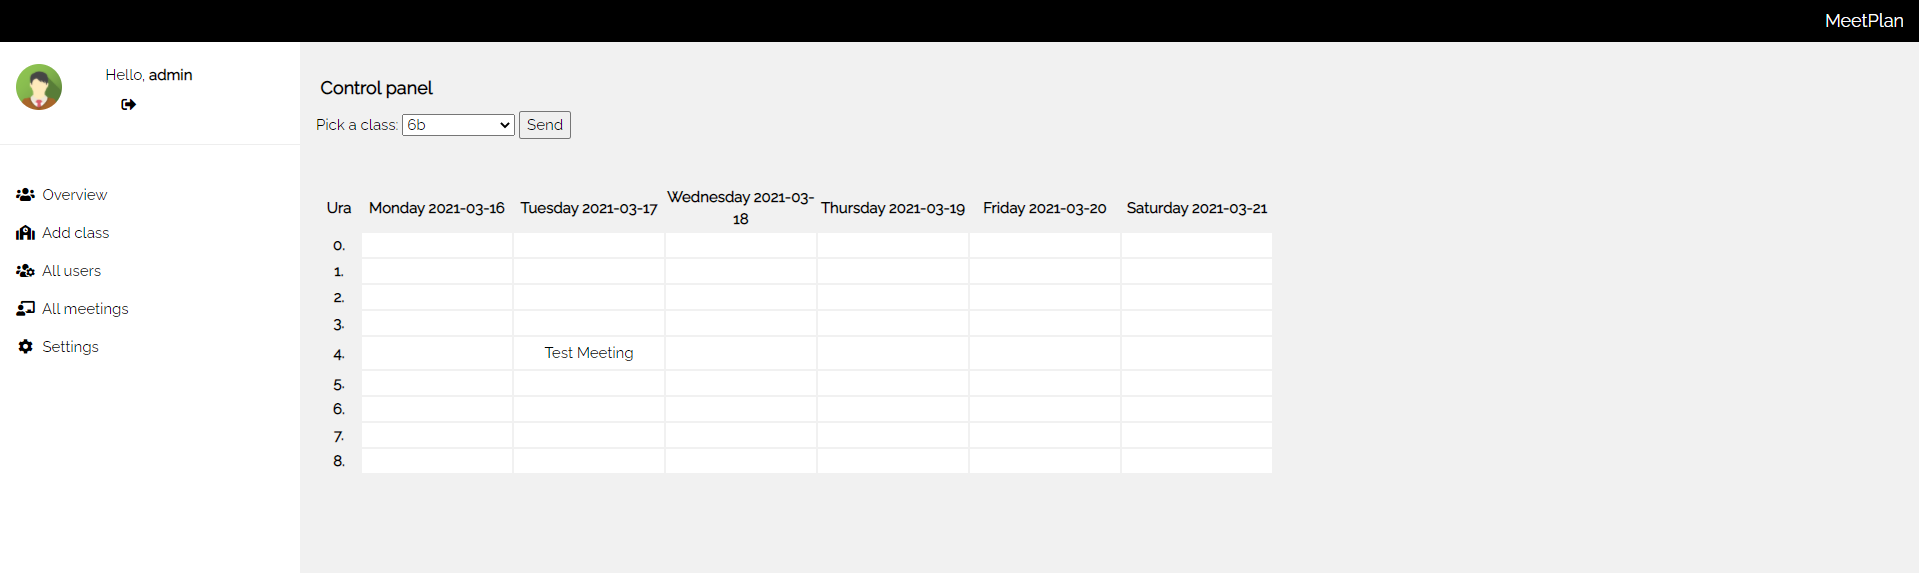 MeetPlan
Hello, admin
Control panel
Pick a class: 6b Send
Overview
Add class
All users
All meetings
Settings
Ura Monday 2021-03-16 Tuesday 2021-03-17 Wednesday 2021-03-
18 Thursday 2021-03-19 Friday 2021-03-20 Saturday 2021-03-21
0.
1.
2.
3.
4. Test Meeting
5.
6.
7.
8.